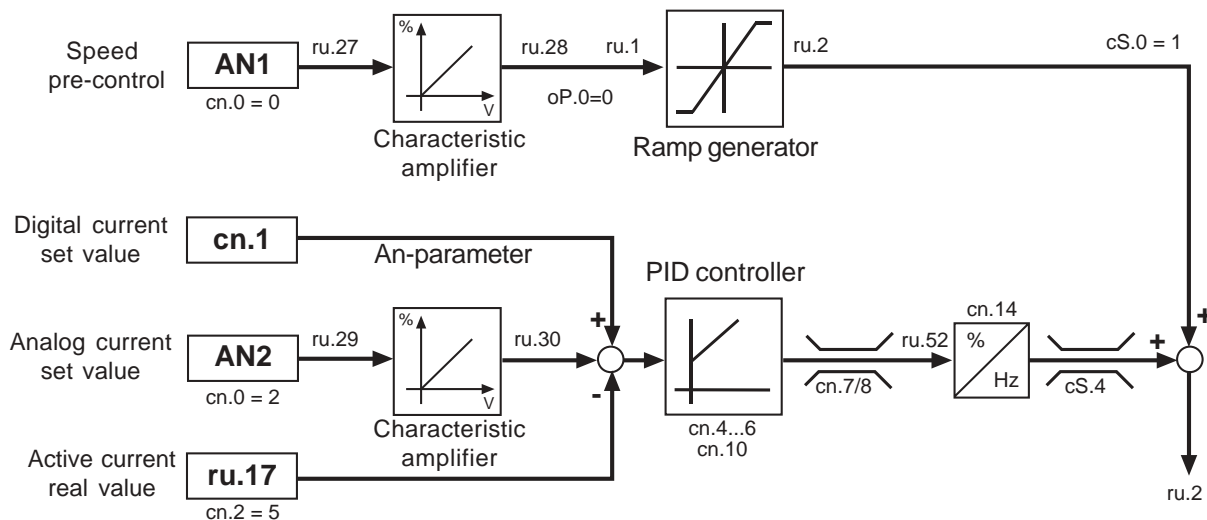 Speed
pre-control
AN1
cn.0 = 0
ru.27
%
V
Characteristic
amplifier
ru.28
ru.1
oP.0=0
Ramp generator
ru.2
cS.0 = 1
Digital current
set value
cn.1
An-parameter
Analog current
set value
AN2
cn.0 = 2
ru.29
%
V
Characteristic
amplifier
ru.30
+
-
PID controller
cn.4...6
cn.10
cn.7/8
ru.52
cn.14
%
Hz
cS.4
+
+
Active current
real value
ru.17
cn.2 = 5
ru.2